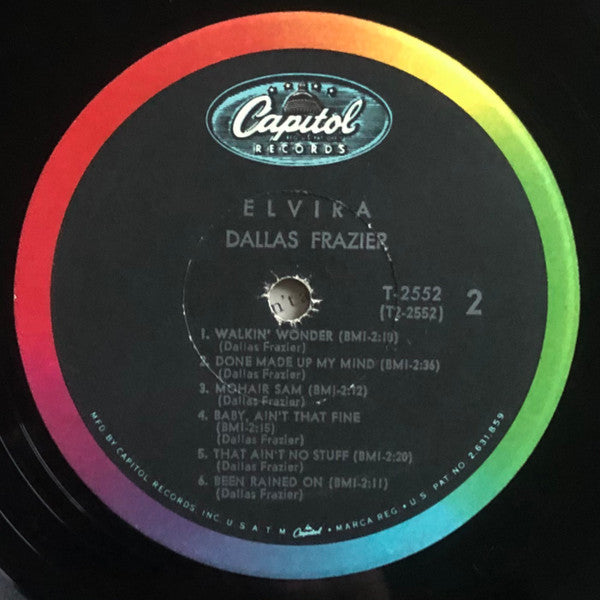 Capitol
RECORDS
ELVIRA
DALLAS FRAZIER
T-2552
(T2-2552)
2
1. WALKIN' WONDER (BMI-2:10)
(Dallas Frazier)
2. DONE MADE UP MY MIND (BMI-2:36)
(Dallas Frazier)
3. MOHAIR SAM (BMI-2:12)
(Dallas Frazier)
4. BABY, AIN'T THAT FINE
(BMI-2:15)
(Dallas Frazier)
5. THAT AIN'T NO STUFF (BMI-2:20)
(Dallas Frazier)
6. BEEN RAINED ON (BMI-2:11)
(Dallas Frazier)
MFD BY CAPITOL RECORDS, INC. U.S.A. T M Capitol • MARCA REG. • U.S. PAT NO. 2,631,859